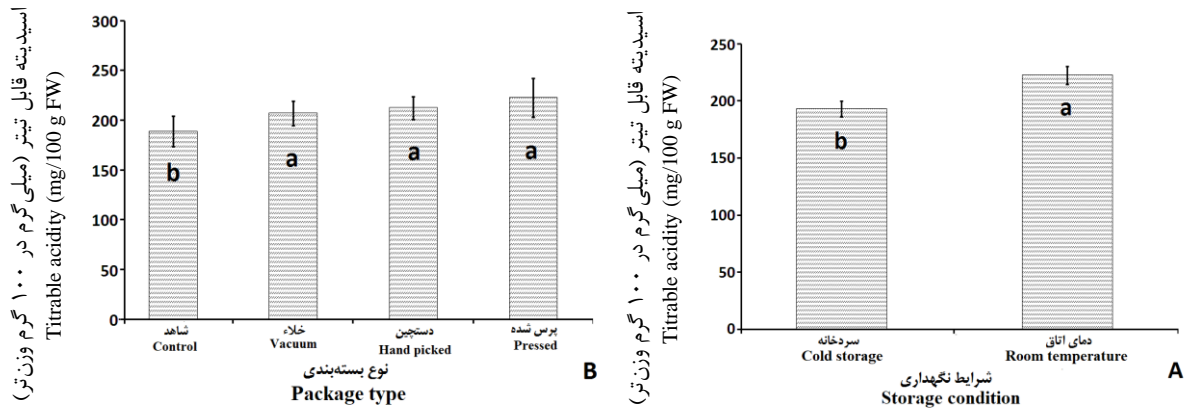 اسیدیته قابل تیتر (میلی‌گرم در ۱۰۰ گرم وزن‌تر)
Titrable acidity (mg/100 g FW)
300
250
200
150
100
50
0
b
a
a
a
شاهد
خلاء
دستچین
پرس شده
Control
Vacuum
Hand picked
Pressed
نوع بسته‌بندی
Package type
B
اسیدیته قابل تیتر (میلی‌گرم در ۱۰۰ گرم وزن‌تر)
Titrable acidity (mg/100 g FW)
250
200
150
100
50
0
b
a
سردخانه
دمای اتاق
Cold storage
Room temperature
شرایط نگهداری
Storage condition
A